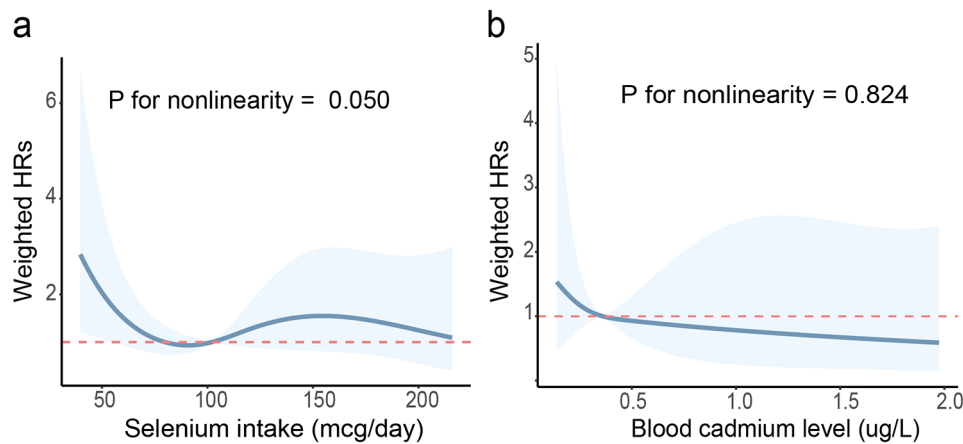 a
Weighted HRs
6
4
2
P for nonlinearity = 0.050
50
100
150
200
Selenium intake (mcg/day)
b
Weighted HRs
5
4
3
2
1
0
P for nonlinearity = 0.824
0.5
1.0
1.5
2.0
Blood cadmium level (ug/L)